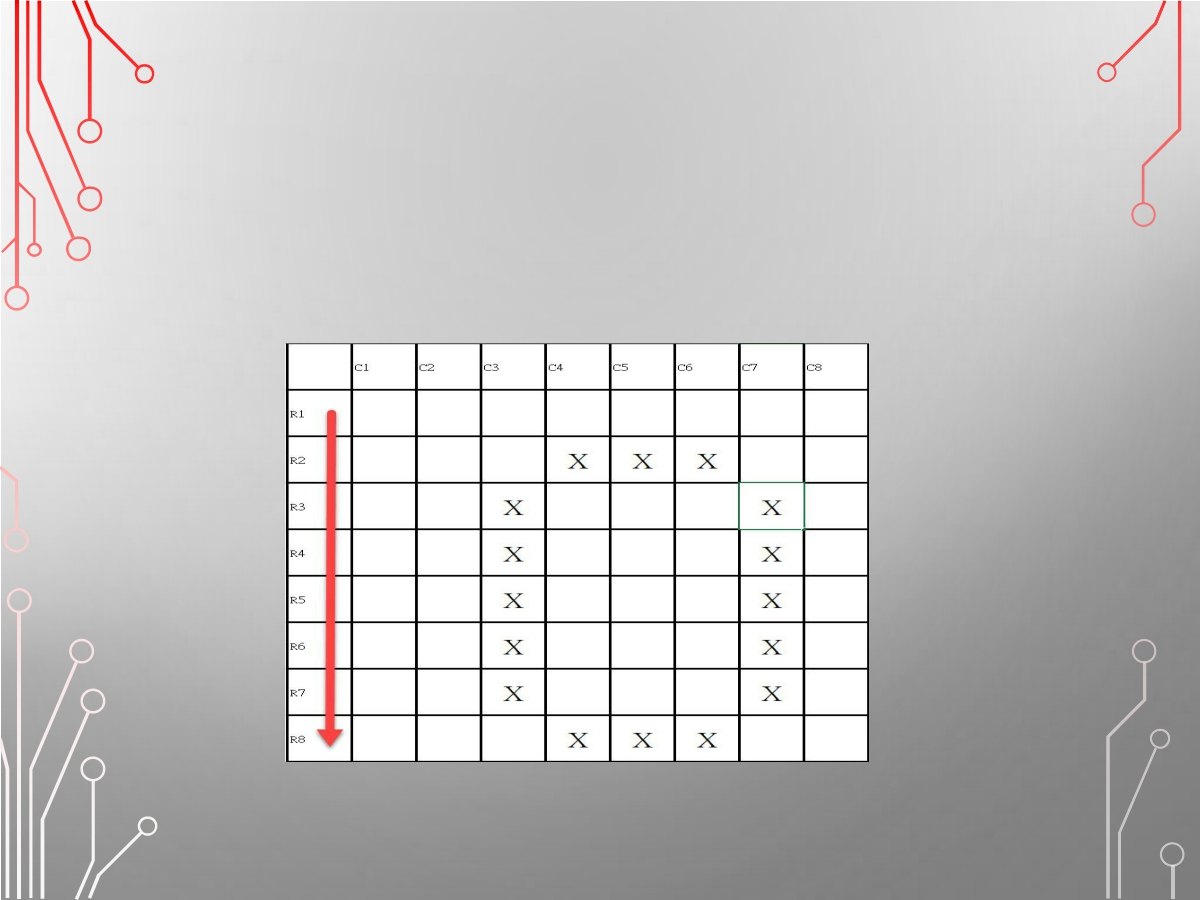 C1 C2 C3 C4 C5 C6 C7 C8
R1
R2 X X X
R3 X X
R4 X X
R5 X X
R6 X X
R7 X X
R8 X X X